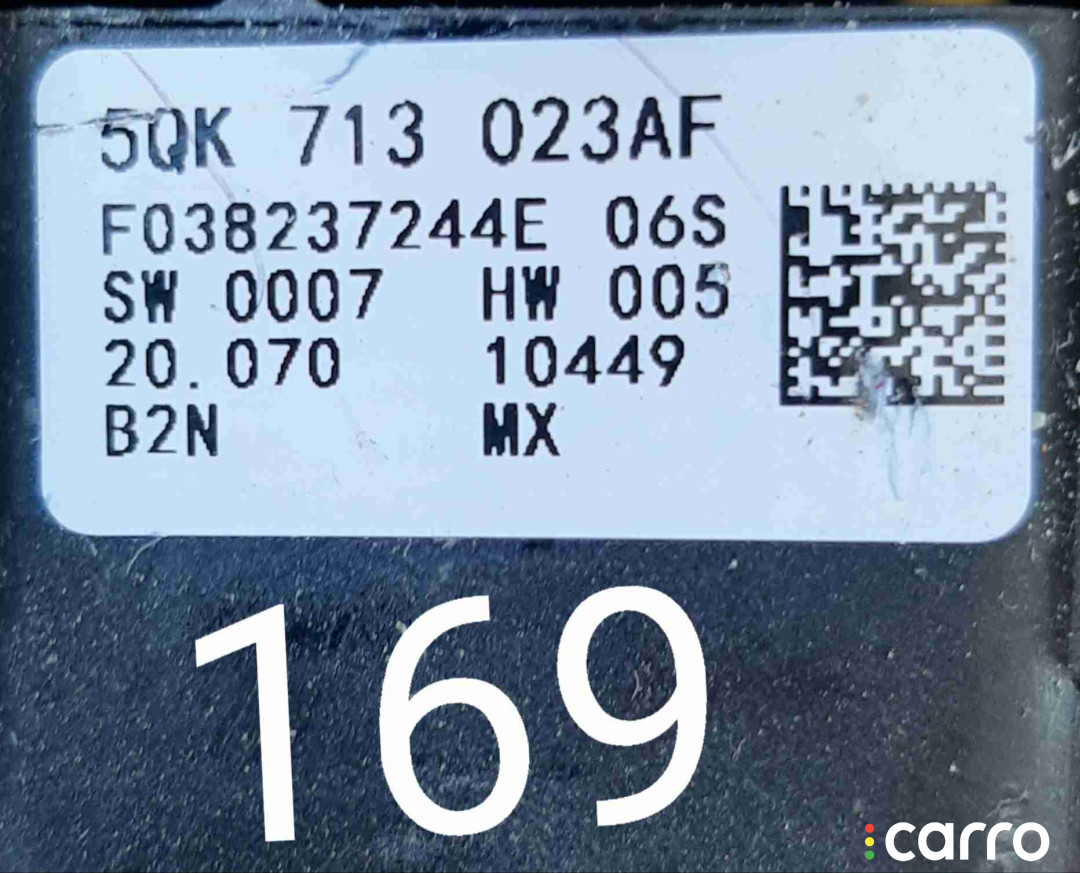 5QK 713 023AF
F038237244E 06S
SW 0007 HW 005
20.070 10449
B2N MX
169
carro